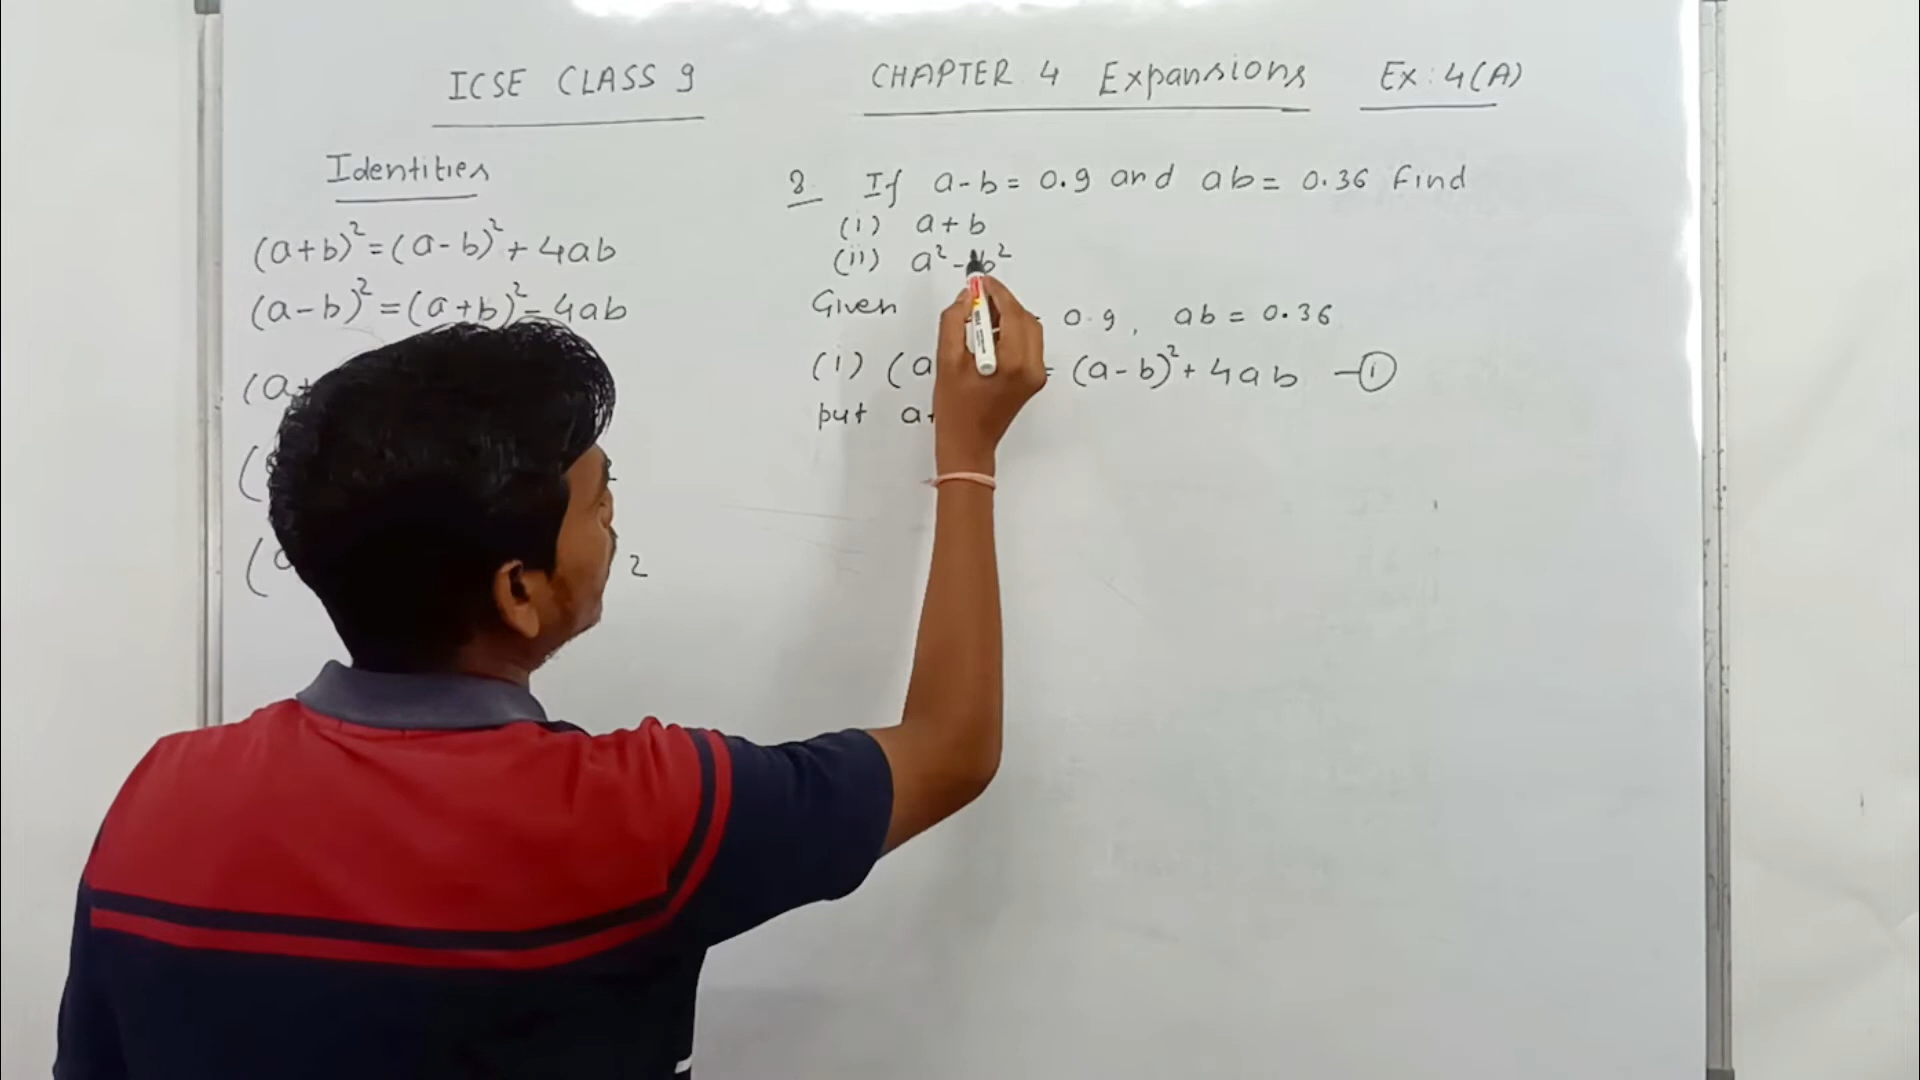 ICSE CLASS 9
CHAPTER 4 Expansions Ex: 4(A)
Identities
(a+b)²=(a-b)²+4ab
(a-b)²=(a+b)²-4ab
(a+
(
(a
2
8. If a-b= 0.9 and ab= 0.36 Find
(i) a+b
(ii) a²-b²
Given 0.9, ab = 0.36
(i) (a = (a-b)²+4ab —①
put a+